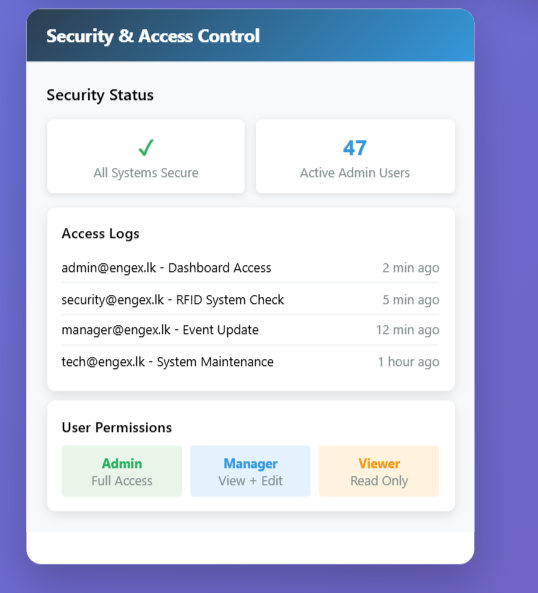 Security & Access Control
Security Status
✓
All Systems Secure
47
Active Admin Users
Access Logs
admin@engex.lk - Dashboard Access 2 min ago
security@engex.lk - RFID System Check 5 min ago
manager@engex.lk - Event Update 12 min ago
tech@engex.lk - System Maintenance 1 hour ago
User Permissions
Admin
Full Access
Manager
View + Edit
Viewer
Read Only